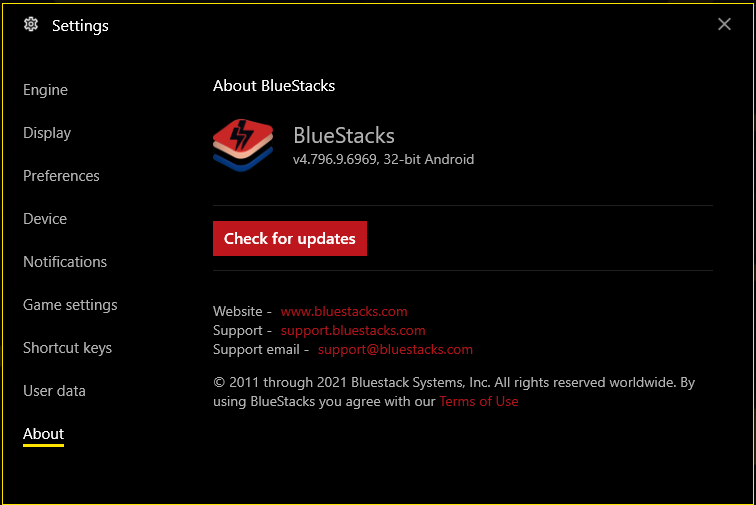 Settings
Engine
Display
Preferences
Device
Notifications
Game settings
Shortcut keys
User data
About
About BlueStacks
BlueStacks
v4.796.9.6969, 32-bit Android
Check for updates
Website - www.bluestacks.com
Support - support.bluestacks.com
Support email - support@bluestacks.com
© 2011 through 2021 Bluestack Systems, Inc. All rights reserved worldwide. By
using BlueStacks you agree with our Terms of Use